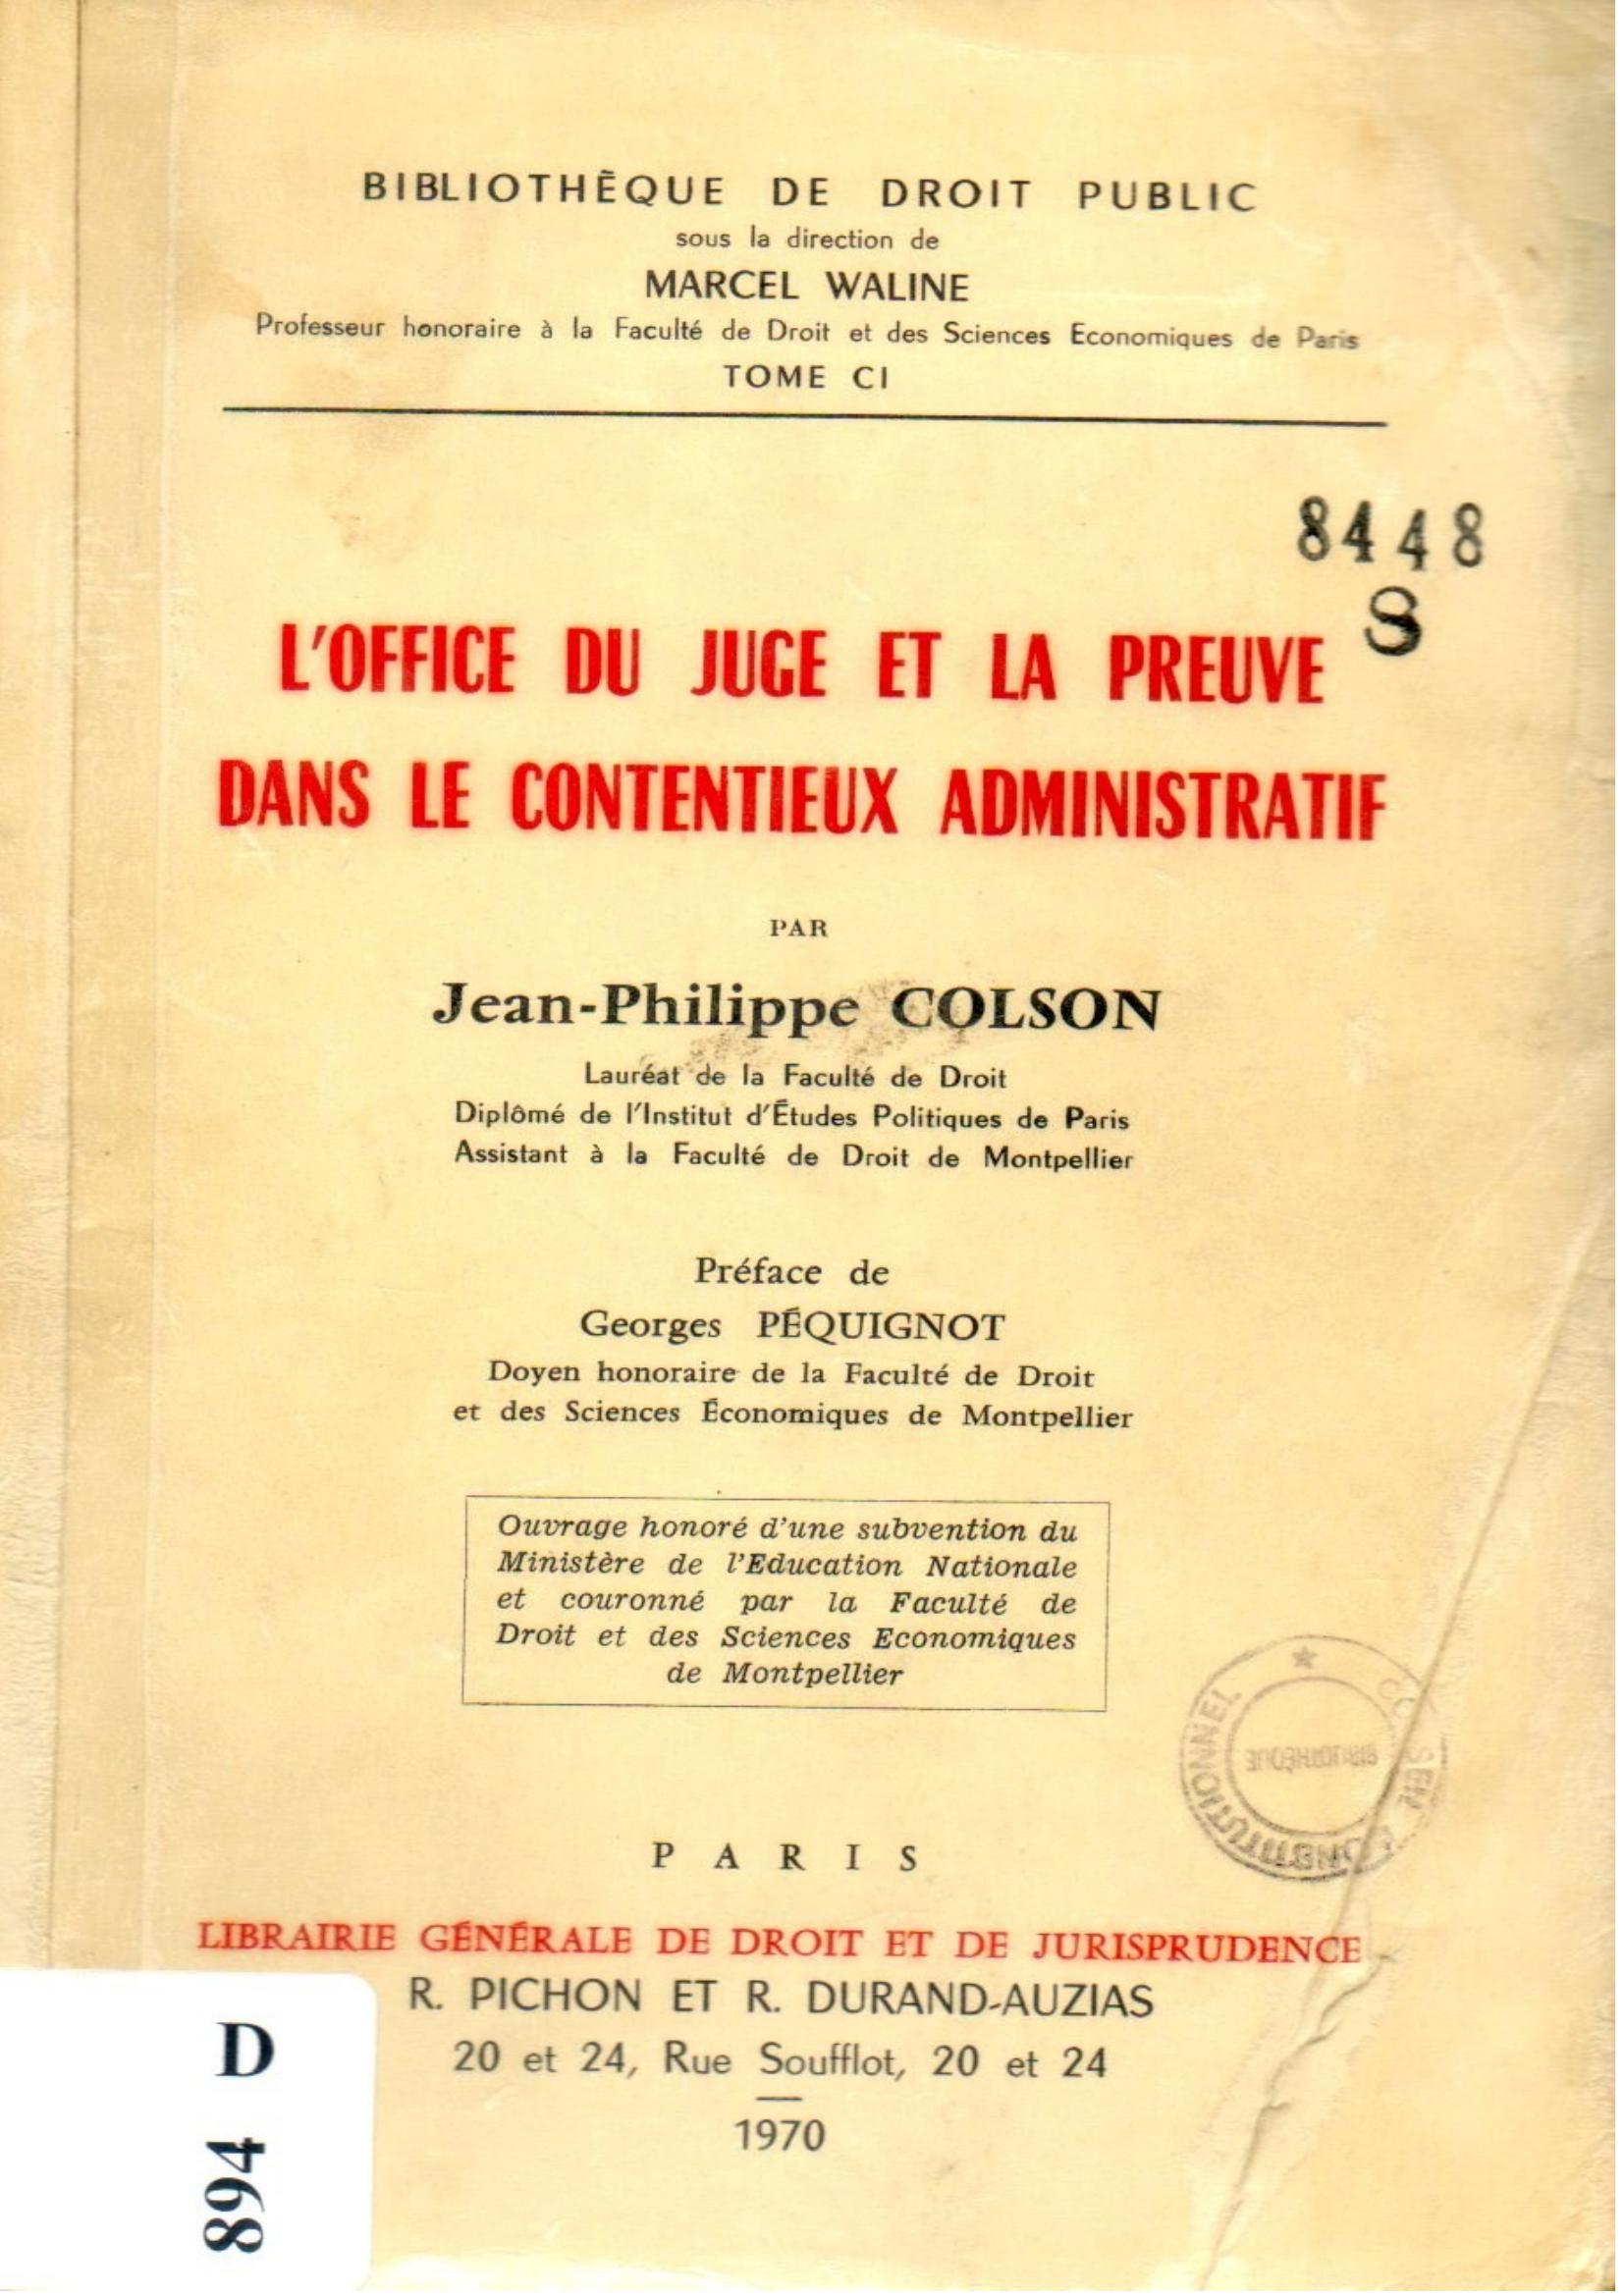 BIBLIOTHÈQUE DE DROIT PUBLIC
sous la direction de
MARCEL WALINE
Professeur honoraire à la Faculté de Droit et des Sciences Economiques de Paris
TOME CI
8448
8
L'OFFICE DU JUGE ET LA PREUVE
DANS LE CONTENTIEUX ADMINISTRATIF
PAR
Jean-Philippe COLSON
Lauréat de la Faculté de Droit
Diplômé de l'Institut d'Études Politiques de Paris
Assistant à la Faculté de Droit de Montpellier
Préface de
Georges PÉQUIGNOT
Doyen honoraire de la Faculté de Droit
et des Sciences Économiques de Montpellier
Ouvrage honoré d'une subvention du
Ministère de l'Education Nationale
et couronné par la Faculté de
Droit et des Sciences Economiques
de Montpellier
CONSEIL CONSTITUTIONNEL
BIBLIOTHÈQUE
PARIS
LIBRAIRIE GÉNÉRALE DE DROIT ET DE JURISPRUDENCE
R. PICHON ET R. DURAND-AUZIAS
20 et 24, Rue Soufflot, 20 et 24
1970
D
894